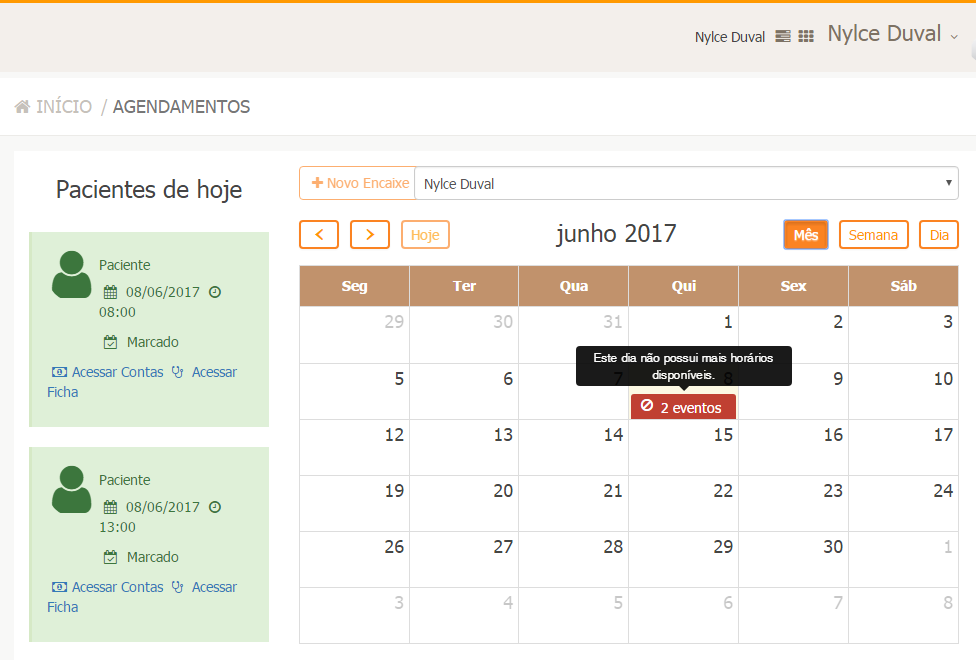 Nylce Duval Nylce Duval
INÍCIO / AGENDAMENTOS
Pacientes de hoje
Paciente
08/06/2017
08:00
Marcado
Acessar Contas Acessar
Ficha
Paciente
08/06/2017
13:00
Marcado
Acessar Contas Acessar
Ficha
+ Novo Encaixe Nylce Duval
< > Hoje junho 2017 Mês Semana Dia
Seg Ter Qua Qui Sex Sáb
29 30 31 1 2 3
Este dia não possui mais horários
disponíveis.
5 6 7 8 9 10
2 eventos
12 13 14 15 16 17
19 20 21 22 23 24
26 27 28 29 30 1
3 4 5 6 7 8